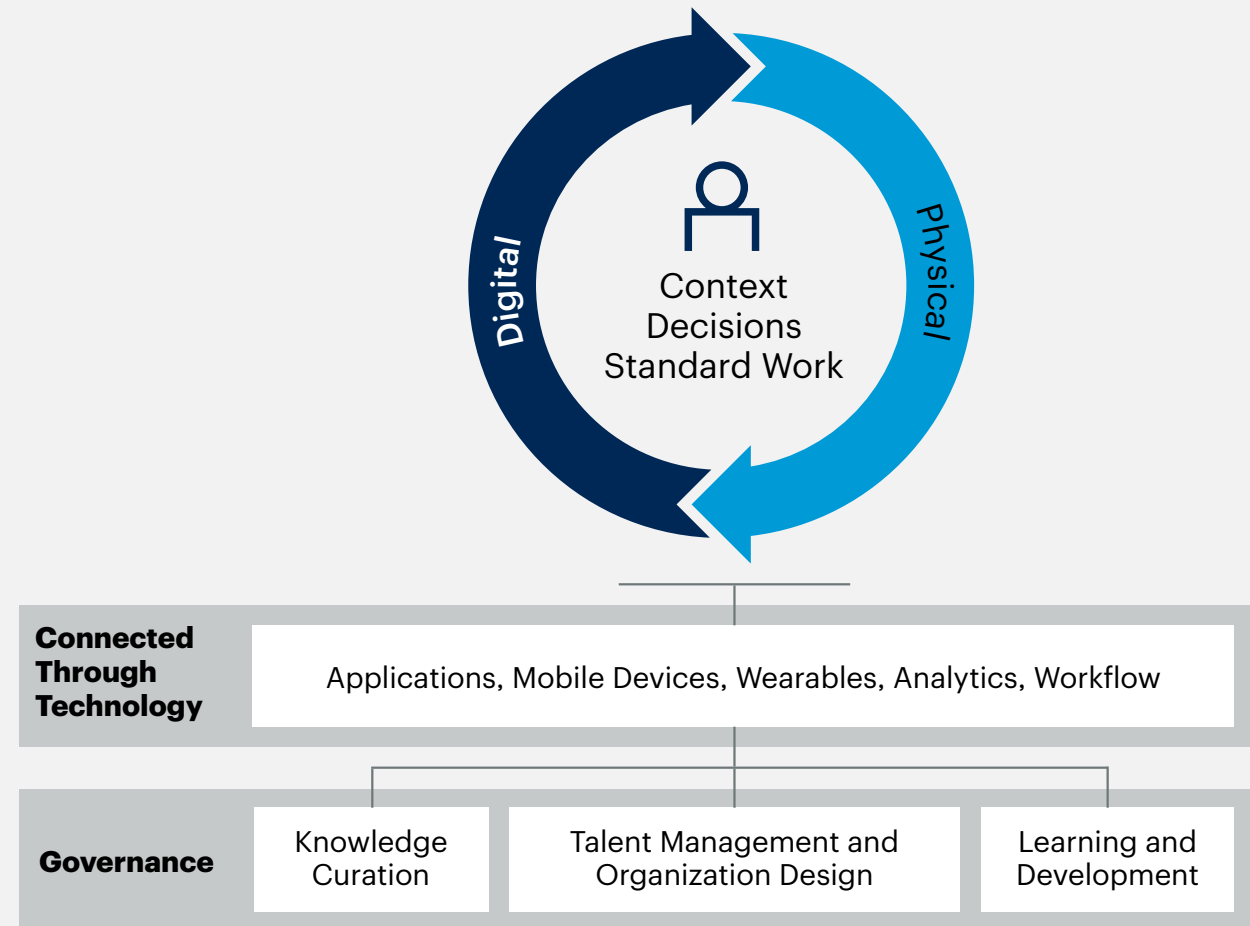 Digital
Physical
Context
Decisions
Standard Work
Connected
Through
Technology
Applications, Mobile Devices, Wearables, Analytics, Workflow
Governance
Knowledge
Curation
Talent Management and
Organization Design
Learning and
Development